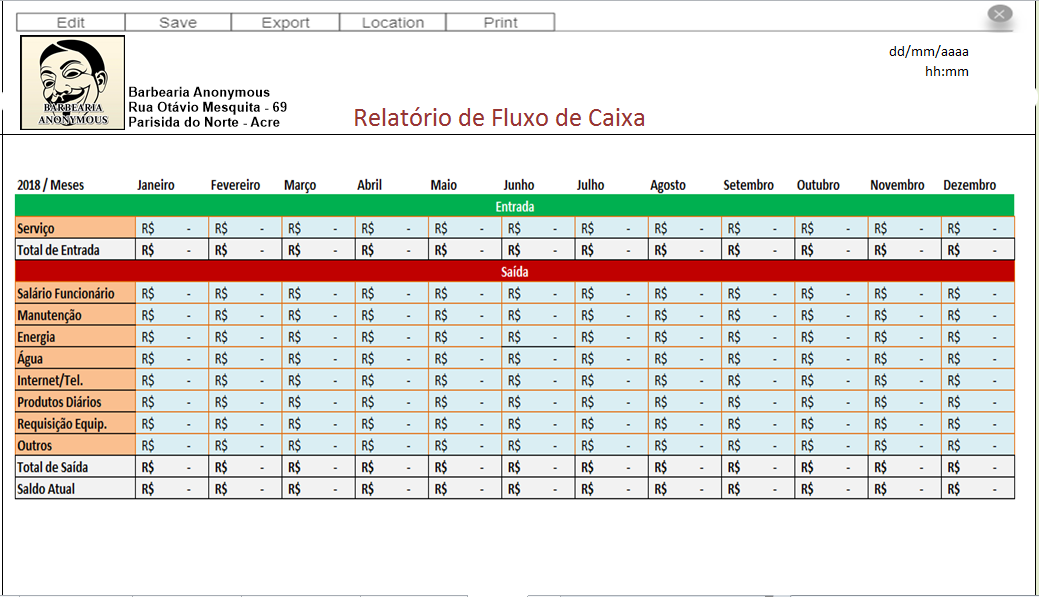 Edit Save Export Location Print
dd/mm/aaaa
hh:mm
BARBEARIA
ANONYMOUS
Barbearia Anonymous
Rua Otávio Mesquita - 69
Parisida do Norte - Acre
Relatório de Fluxo de Caixa
2018 / Meses Janeiro Fevereiro Março Abril Maio Junho Julho Agosto Setembro Outubro Novembro Dezembro
Entrada
Serviço R$ - R$ - R$ - R$ - R$ - R$ - R$ - R$ - R$ - R$ - R$ - R$ -
Total de Entrada R$ - R$ - R$ - R$ - R$ - R$ - R$ - R$ - R$ - R$ - R$ - R$ -
Saída
Salário Funcionário R$ - R$ - R$ - R$ - R$ - R$ - R$ - R$ - R$ - R$ - R$ - R$ -
Manutenção R$ - R$ - R$ - R$ - R$ - R$ - R$ - R$ - R$ - R$ - R$ - R$ -
Energia R$ - R$ - R$ - R$ - R$ - R$ - R$ - R$ - R$ - R$ - R$ - R$ -
Água R$ - R$ - R$ - R$ - R$ - R$ - R$ - R$ - R$ - R$ - R$ - R$ -
Internet/Tel. R$ - R$ - R$ - R$ - R$ - R$ - R$ - R$ - R$ - R$ - R$ - R$ -
Produtos Diários R$ - R$ - R$ - R$ - R$ - R$ - R$ - R$ - R$ - R$ - R$ - R$ -
Requisição Equip. R$ - R$ - R$ - R$ - R$ - R$ - R$ - R$ - R$ - R$ - R$ - R$ -
Outros R$ - R$ - R$ - R$ - R$ - R$ - R$ - R$ - R$ - R$ - R$ - R$ -
Total de Saída R$ - R$ - R$ - R$ - R$ - R$ - R$ - R$ - R$ - R$ - R$ - R$ -
Saldo Atual R$ - R$ - R$ - R$ - R$ - R$ - R$ - R$ - R$ - R$ - R$ - R$ -